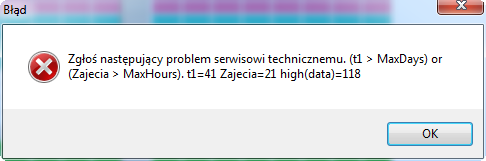 Błąd
Zgłoś następujący problem serwisowi technicznemu. (t1 > MaxDays) or
(Zajecia > MaxHours). t1=41 Zajecia=21 high(data)=118
OK